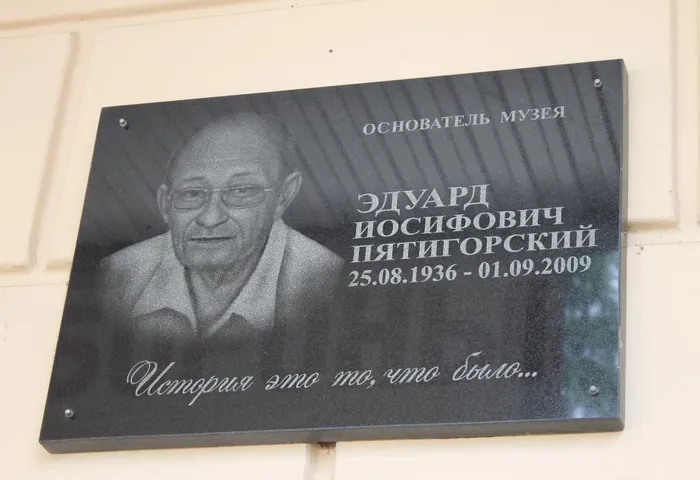 ОСНОВАТЕЛЬ МУЗЕЯ
ЭДУАРД
ИОСИФОВИЧ
ПЯТИГОРСКИЙ
25.08.1936 - 01.09.2009
История это то, что было...